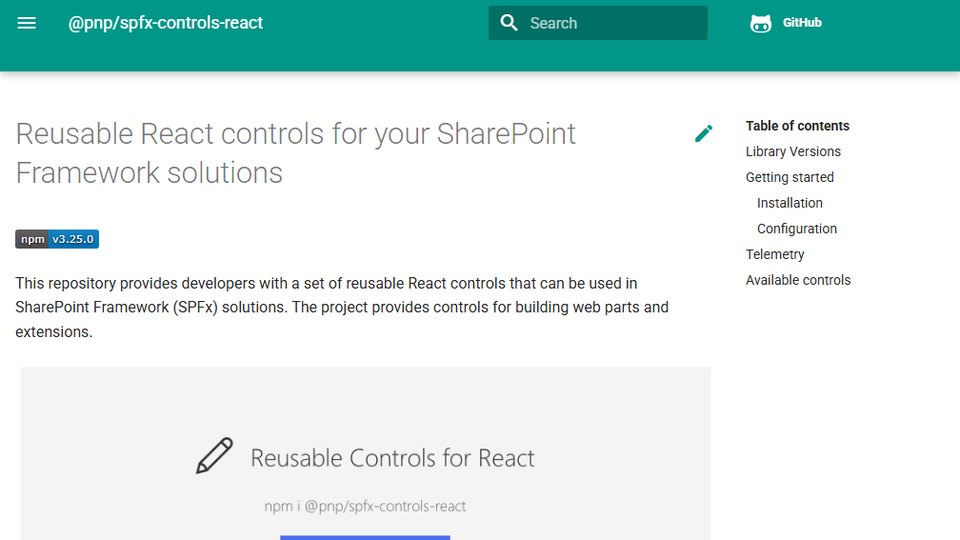 @pnp/spfx-controls-react
Search
GitHub
Reusable React controls for your SharePoint
Framework solutions
npm v3.25.0
This repository provides developers with a set of reusable React controls that can be used in
SharePoint Framework (SPFx) solutions. The project provides controls for building web parts and
extensions.
Reusable Controls for React
npm i @pnp/spfx-controls-react
Table of contents
Library Versions
Getting started
Installation
Configuration
Telemetry
Available controls